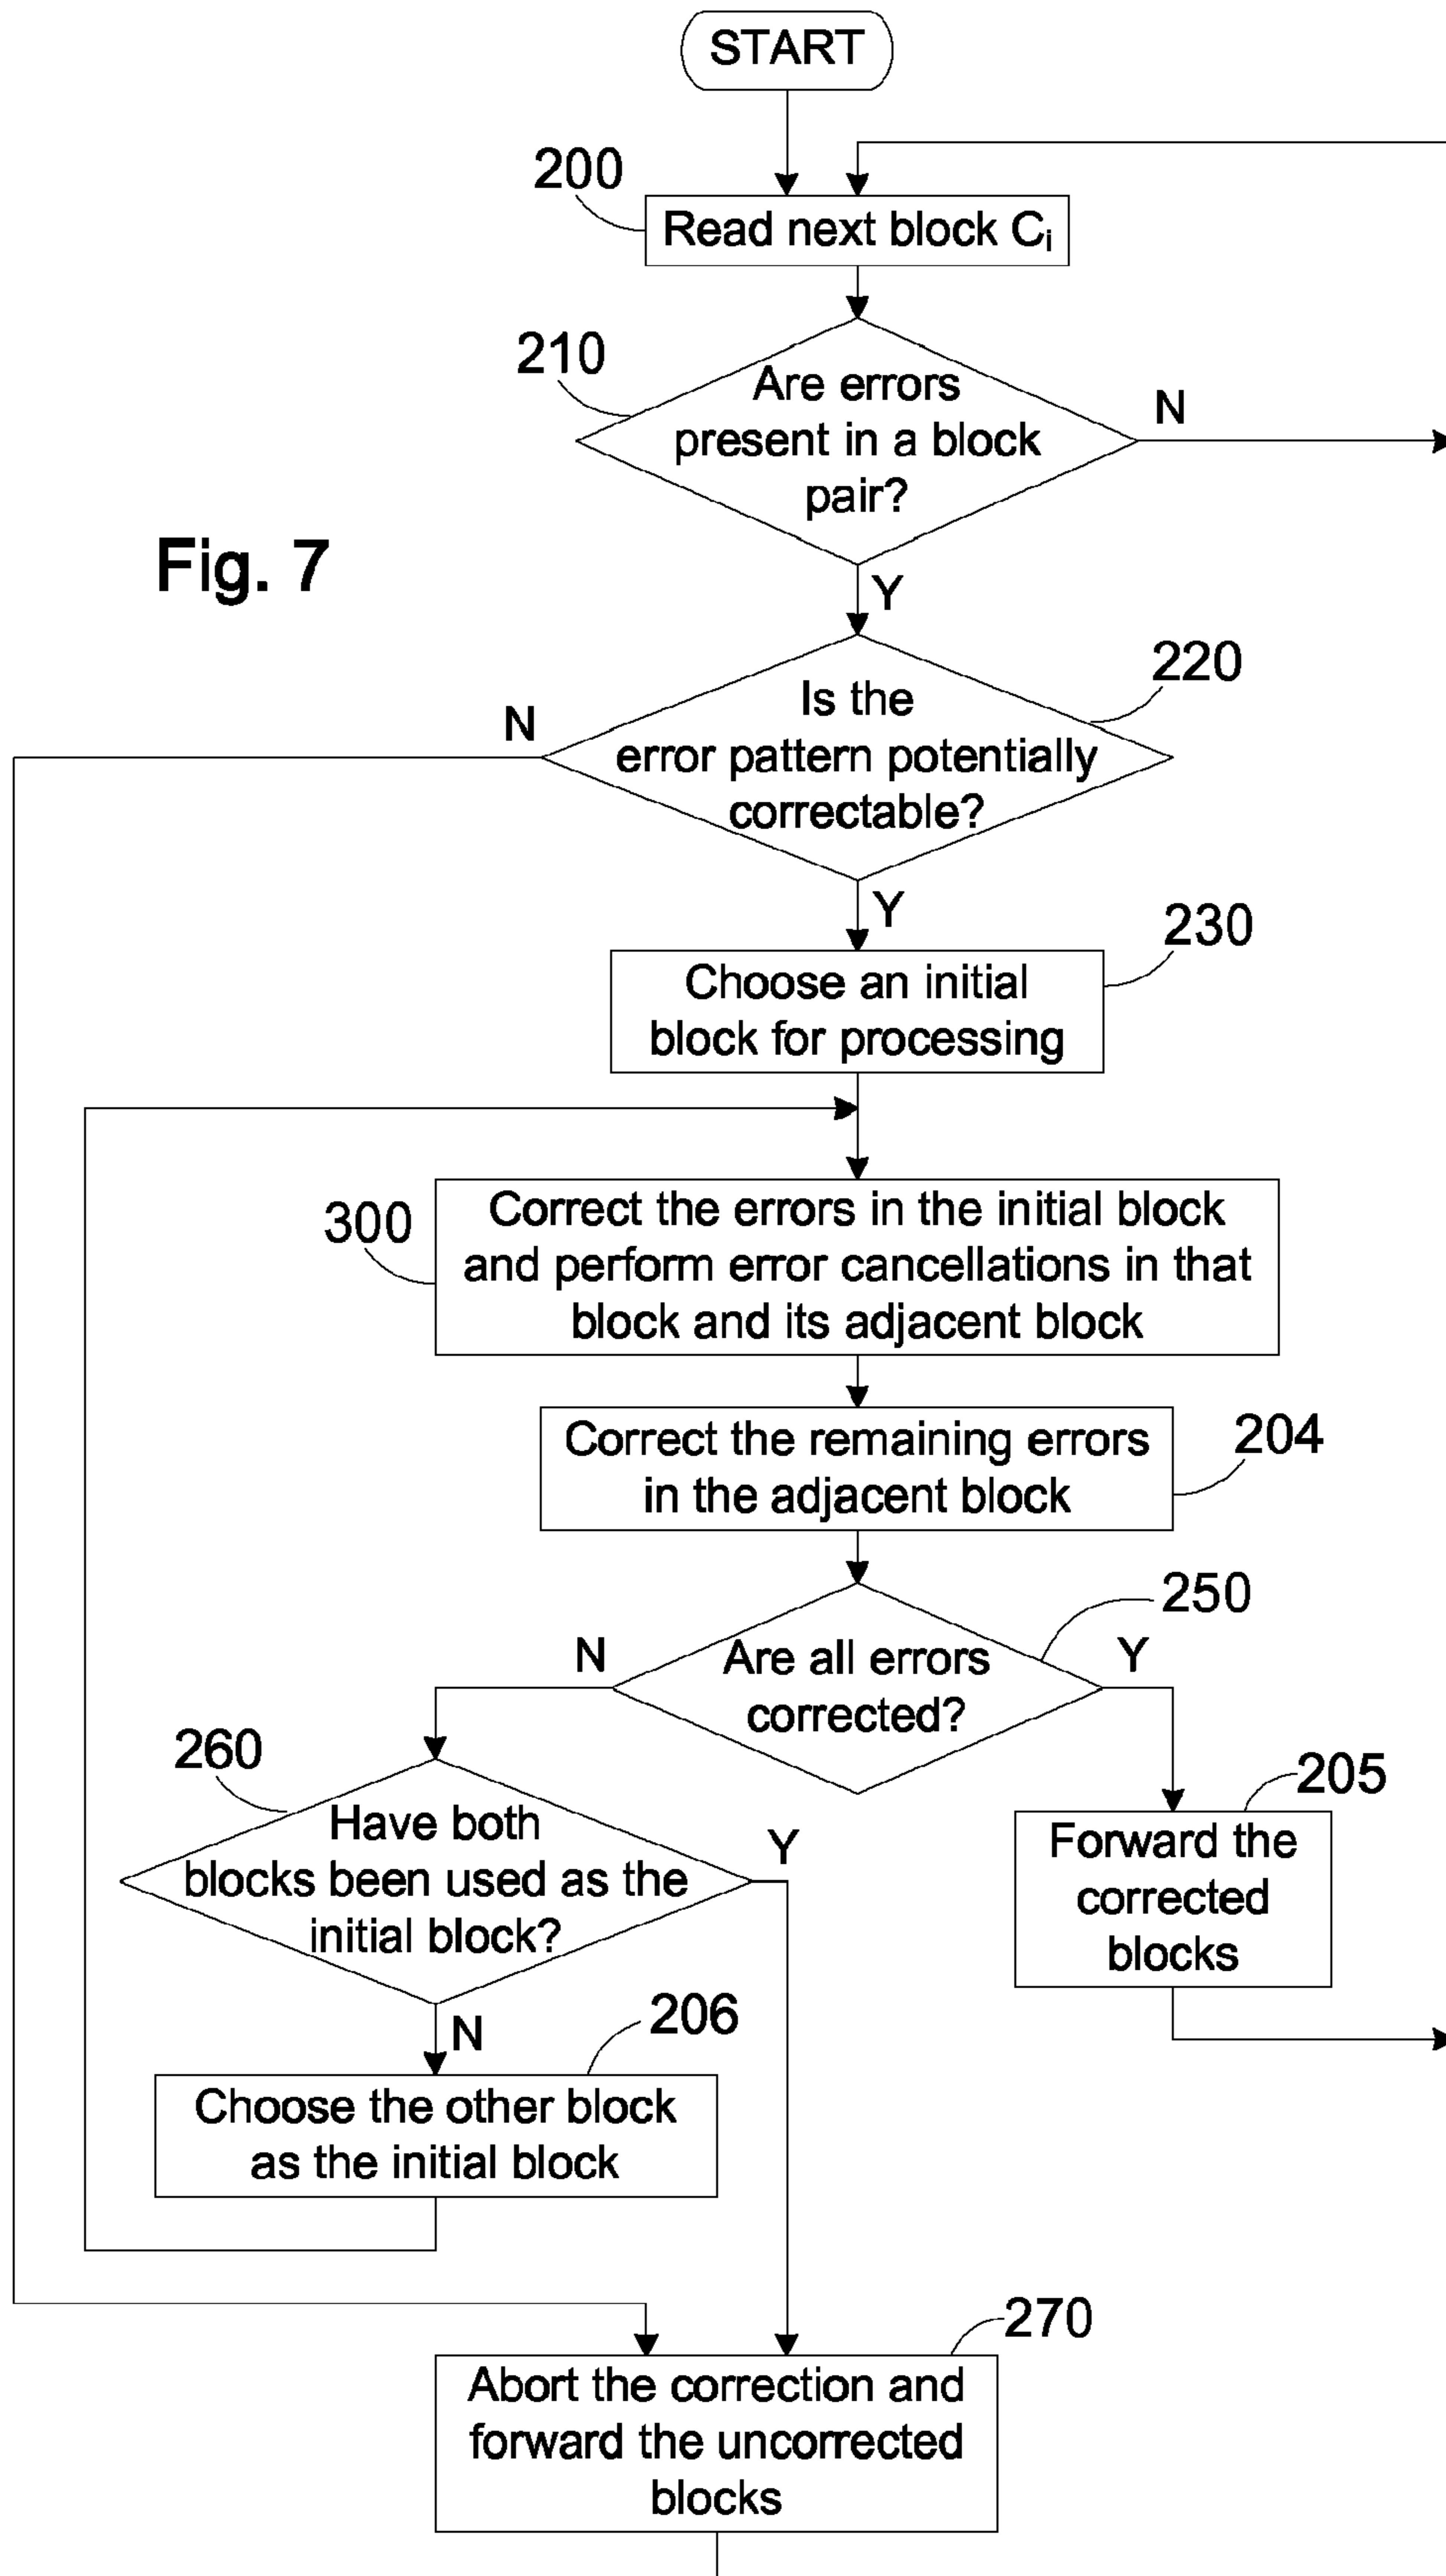 START
200
Read next block Ci
210
Are errors
present in a block
pair?
N
Fig. 7
Y
220
Is the
error pattern potentially
correctable?
N
Y
230
Choose an initial
block for processing
300
Correct the errors in the initial block
and perform error cancellations in that
block and its adjacent block
Correct the remaining errors
in the adjacent block
204
250
N
Are all errors
corrected?
Y
260
Have both
blocks been used as the
initial block?
Y
205
Forward the
corrected
blocks
N
206
Choose the other block
as the initial block
270
Abort the correction and
forward the uncorrected
blocks